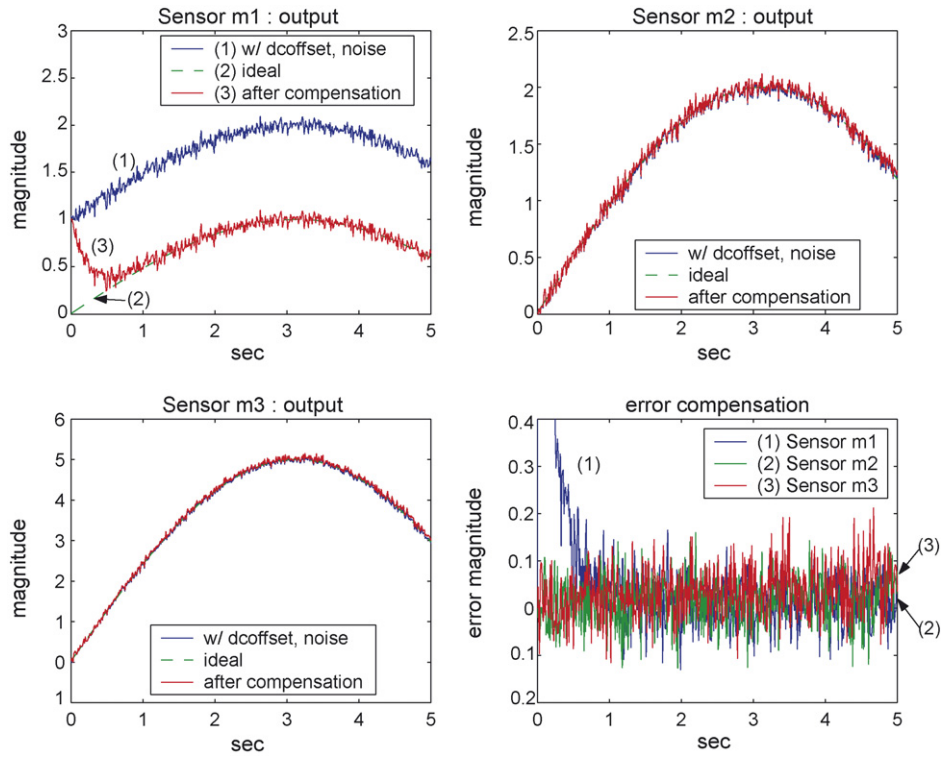 Sensor m1 : output
3
2.5
2
1.5
1
0.5
0
magnitude
(1) w/ dcoffset, noise
(2) ideal
(3) after compensation
(1)
(3)
(2)
0 1 2 3 4 5
sec
Sensor m2 : output
2.5
2
1.5
1
0.5
0
magnitude
w/ dcoffset, noise
ideal
after compensation
0 1 2 3 4 5
sec
Sensor m3 : output
6
5
4
3
2
1
0
1
magnitude
w/ dcoffset, noise
ideal
after compensation
0 1 2 3 4 5
sec
error compensation
0.4
0.3
0.2
0.1
0
0.1
0.2
error magnitude
(1) Sensor m1
(2) Sensor m2
(3) Sensor m3
(1)
(3)
(2)
0 1 2 3 4 5
sec